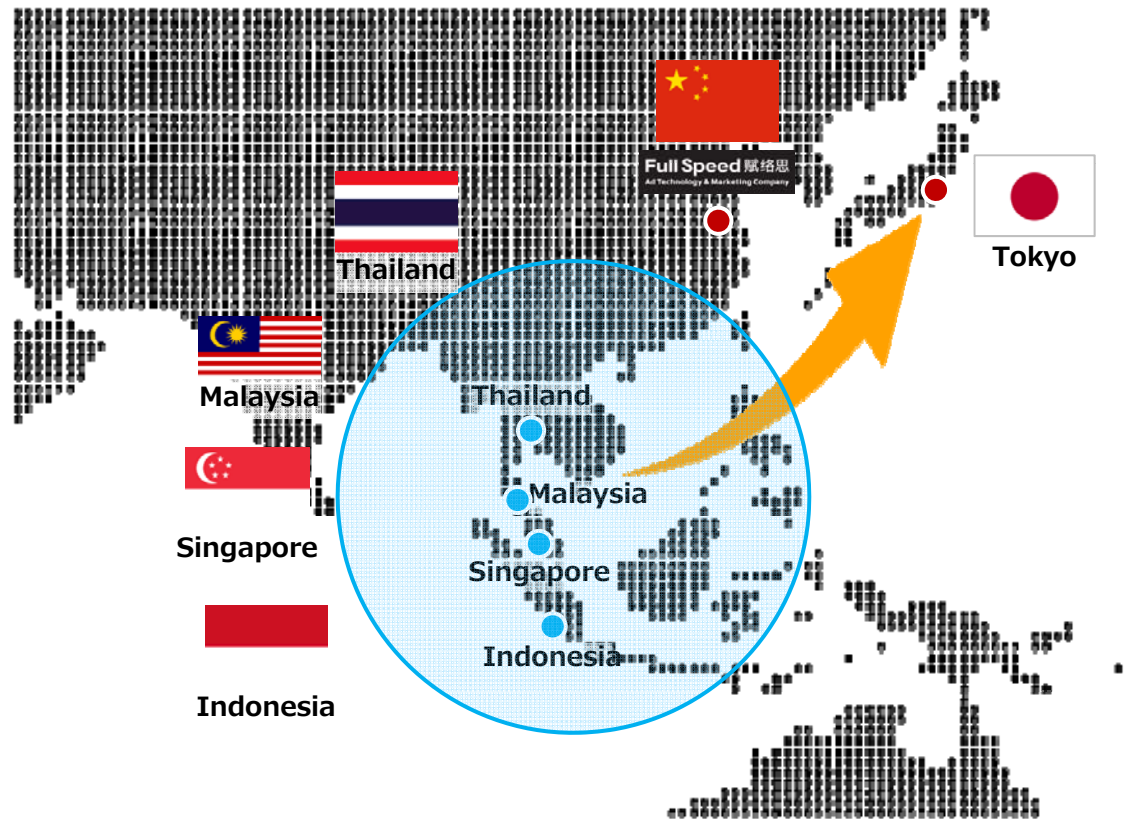 Full Speed 赋络思
Ad Technology & Marketing Company
Thailand
Tokyo
Malaysia
Thailand
Malaysia
Singapore
Singapore
Indonesia
Indonesia